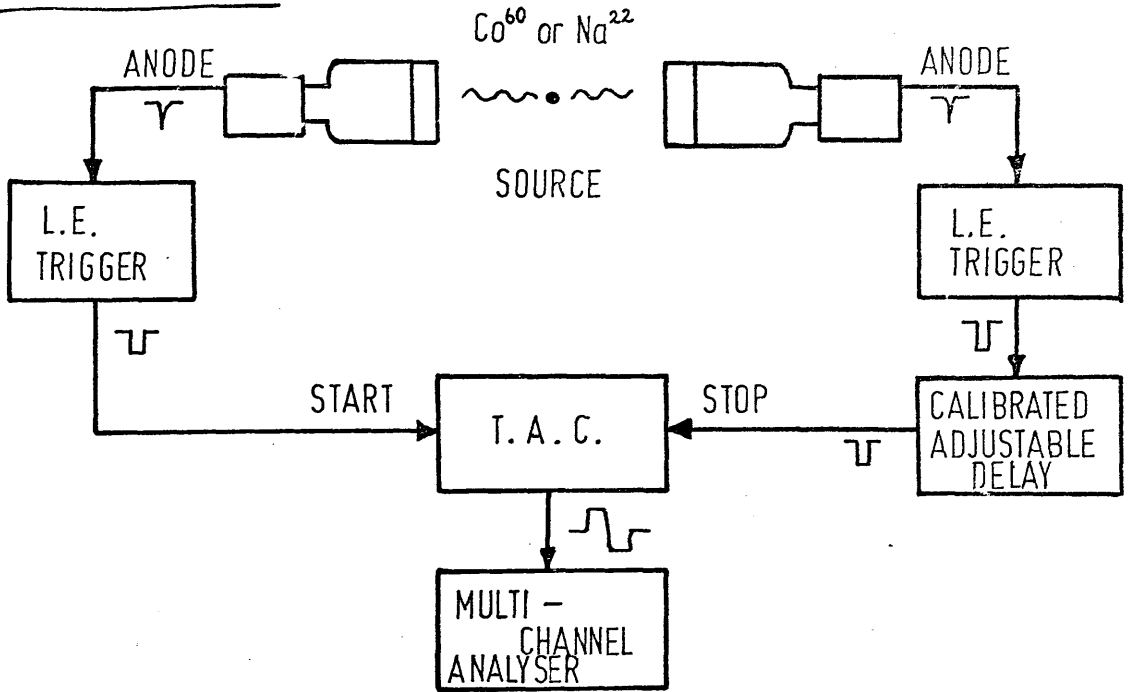 Co⁶⁰ or Na²²
ANODE
ANODE
SOURCE
L.E.
TRIGGER
L.E.
TRIGGER
START
T.A.C.
STOP
CALIBRATED
ADJUSTABLE
DELAY
MULTI -
CHANNEL
ANALYSER